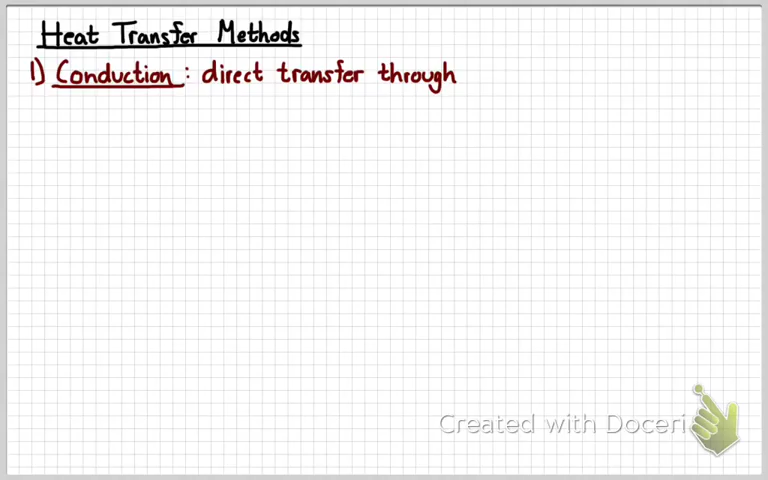 Heat Transfer Methods
1) Conduction : direct transfer through
Created with Doceri